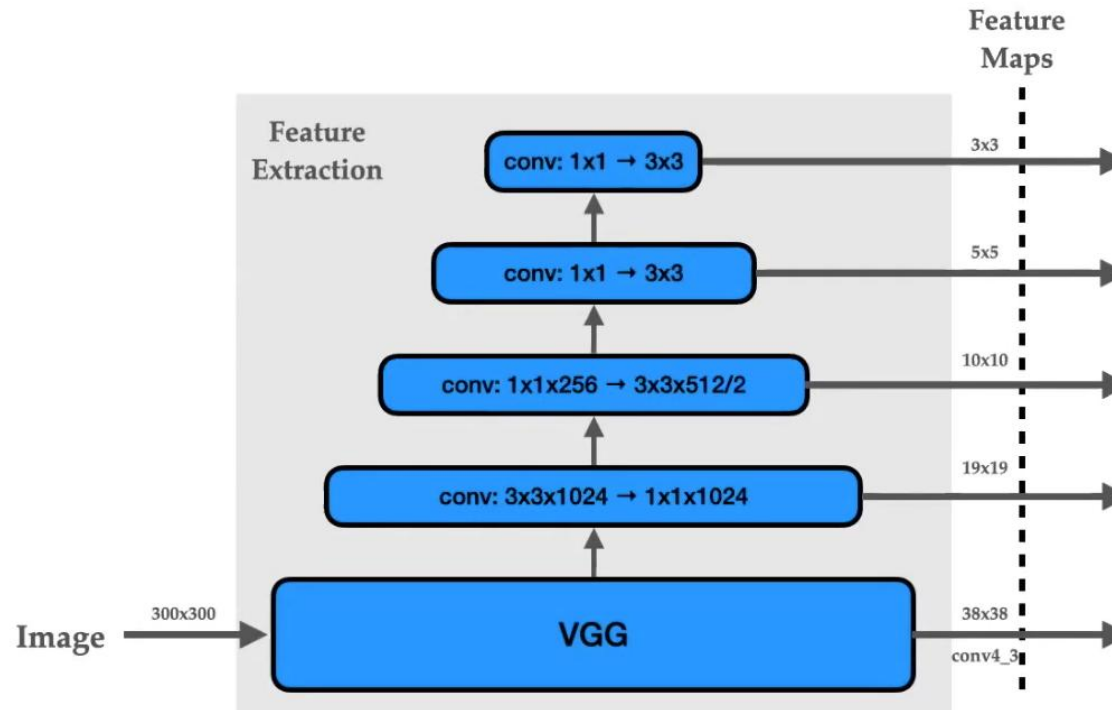 Feature
Maps
Feature
Extraction
conv: 1x1 → 3x3
3x3
conv: 1x1 → 3x3
5x5
conv: 1x1x256 → 3x3x512/2
10x10
conv: 3x3x1024 → 1x1x1024
19x19
Image
300x300
VGG
38x38
conv4_3